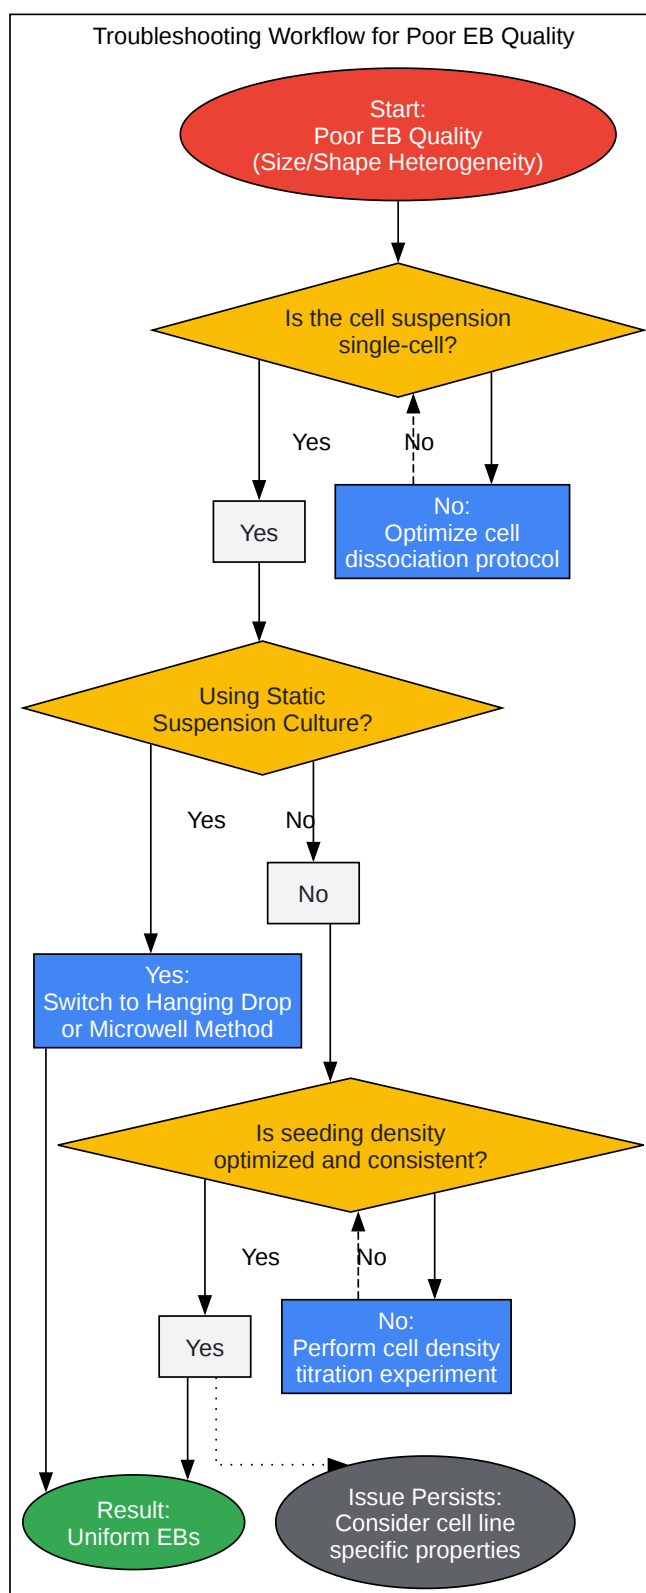 Troubleshooting Workflow for Poor EB Quality
Start:
Poor EB Quality
(Size/Shape Heterogeneity)
Is the cell suspension
single-cell?
Yes
No
Yes
No:
Optimize cell
dissociation protocol
Using Static
Suspension Culture?
Yes
No
No
Yes:
Switch to Hanging Drop
or Microwell Method
Is seeding density
optimized and consistent?
Yes
No
Yes
No:
Perform cell density
titration experiment
Result:
Uniform EBs
Issue Persists:
Consider cell line
specific properties